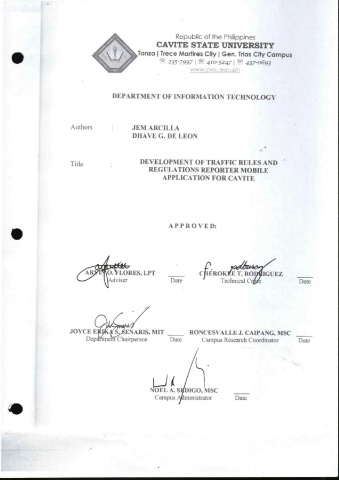 Republic of the Philippines
CAVITE STATE UNIVERSITY
Tanza | Trece Martires City | Gen. Trias City Campus
☏ 235-7997 | ☏ 410-5247 | ☏ 437-0693
www.cvsu.edu.ph
DEPARTMENT OF INFORMATION TECHNOLOGY
Authors : JEM ARCILLA
DHAVE G. DE LEON
Title : DEVELOPMENT OF TRAFFIC RULES AND
REGULATIONS REPORTER MOBILE
APPLICATION FOR CAVITE
APPROVED:
O. FLORES, LPT CHEROKEE T. RODRIGUEZ
Adviser Date Technical Critic Date
JOYCE ERIKA S. SENARIS, MIT RONCESVALLE J. CAIPANG, MSC
Department Chairperson Date Campus Research Coordinator Date
NOEL A. SEDIGO, MSC
Campus Administrator Date